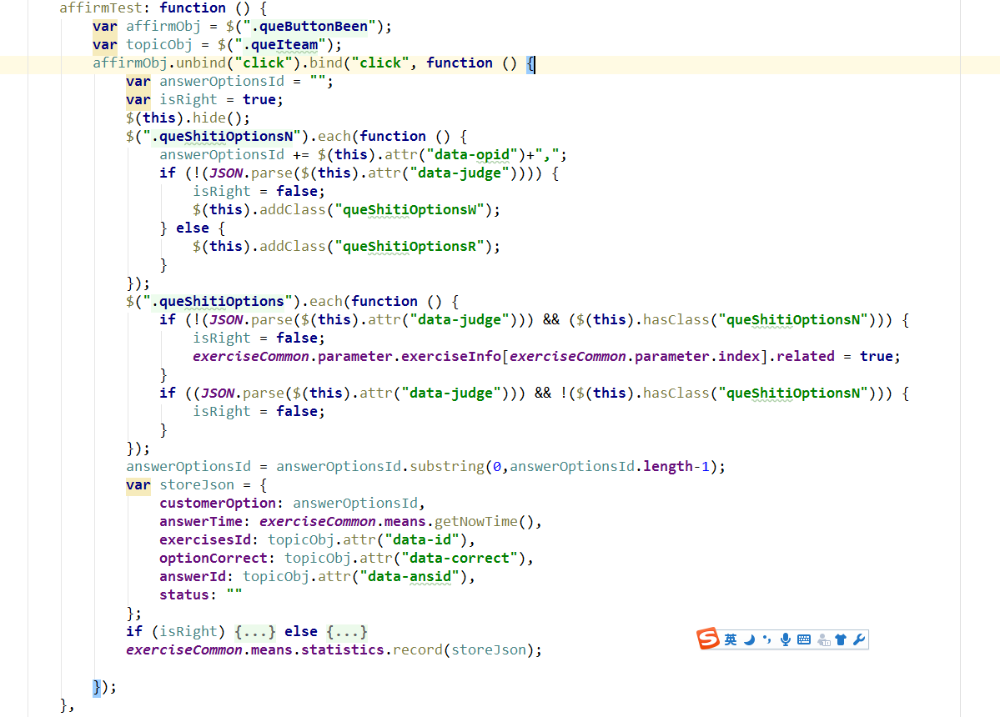 affirmTest: function () {
var affirmObj = $(".queButtonBeen");
var topicObj = $(".queIteam");
affirmObj.unbind("click").bind("click", function () {
var answerOptionsId = "";
var isRight = true;
$(this).hide();
$(".queShitiOptionsN").each(function () {
answerOptionsId += $(this).attr("data-opid")+",";
if (!(JSON.parse($(this).attr("data-judge")))) {
isRight = false;
$(this).addClass("queShitiOptionsW");
} else {
$(this).addClass("queShitiOptionsR");
}
});
$(".queShitiOptions").each(function () {
if (!(JSON.parse($(this).attr("data-judge"))) && ($(this).hasClass("queShitiOptionsN"))) {
isRight = false;
exerciseCommon.parameter.exerciseInfo[exerciseCommon.parameter.index].related = true;
}
if ((JSON.parse($(this).attr("data-judge"))) && !($(this).hasClass("queShitiOptionsN"))) {
isRight = false;
}
});
answerOptionsId = answerOptionsId.substring(0,answerOptionsId.length-1);
var storeJson = {
customerOption: answerOptionsId,
answerTime: exerciseCommon.means.getNowTime(),
exercisesId: topicObj.attr("data-id"),
optionCorrect: topicObj.attr("data-correct"),
answerId: topicObj.attr("data-ansid"),
status: ""
};
if (isRight) {...} else {...}
S 英
exerciseCommon.means.statistics.record(storeJson);
});
},